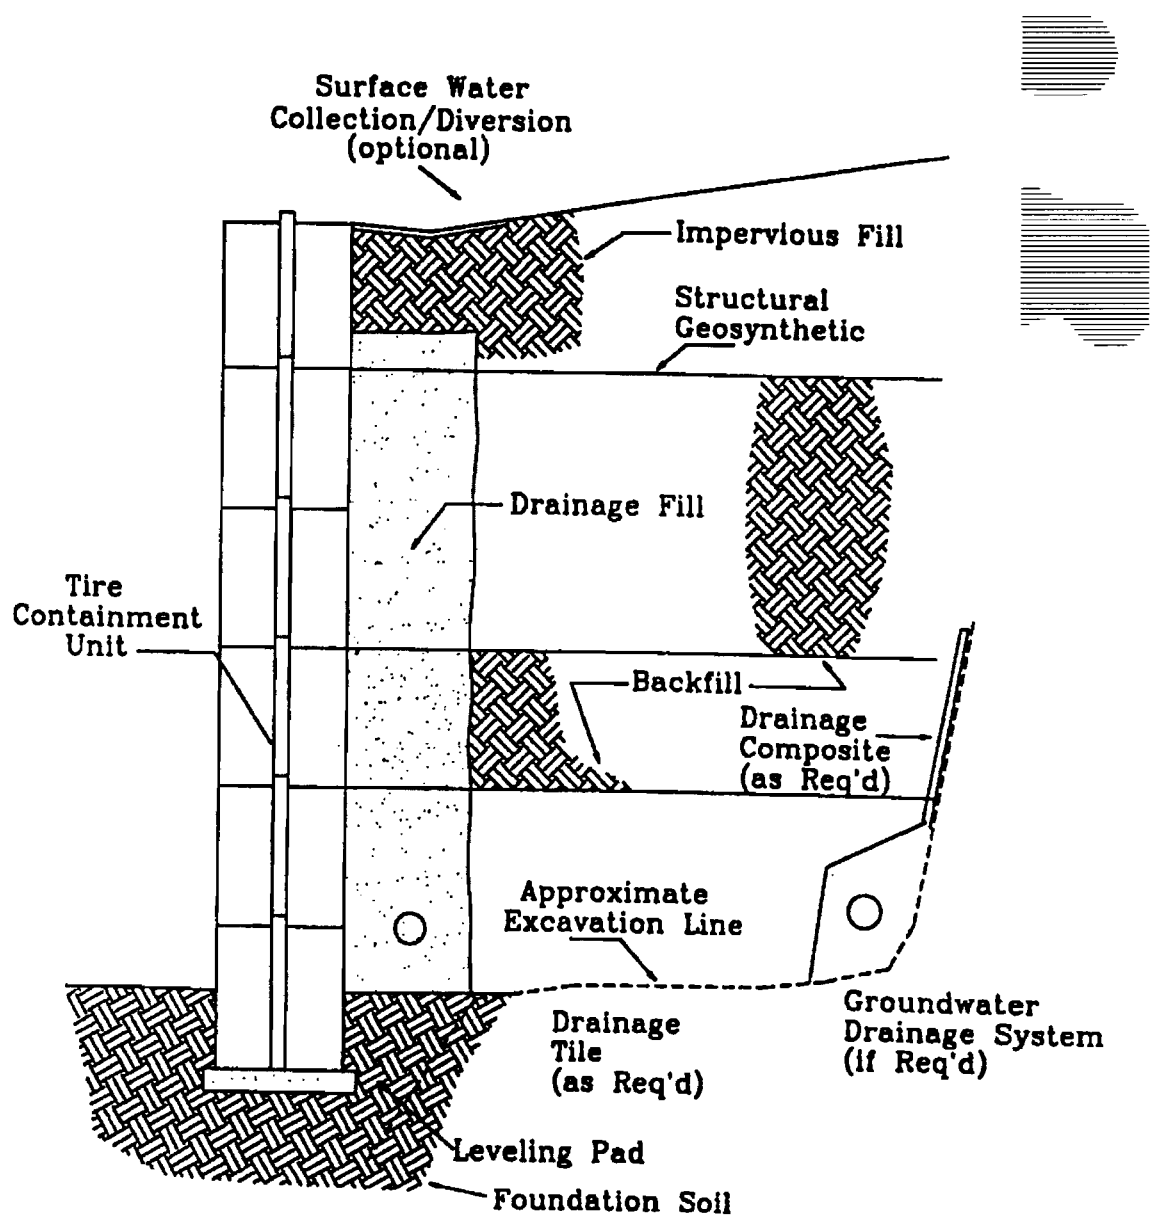 Surface Water
Collection/Diversion
(optional)
Impervious Fill
Structural
Geosynthetic
Drainage Fill
Tire
Containment
Unit
Backfill
Drainage
Composite
(as Req'd)
Approximate
Excavation Line
Drainage
Tile
(as Req'd)
Groundwater
Drainage System
(if Req'd)
Leveling Pad
Foundation Soil